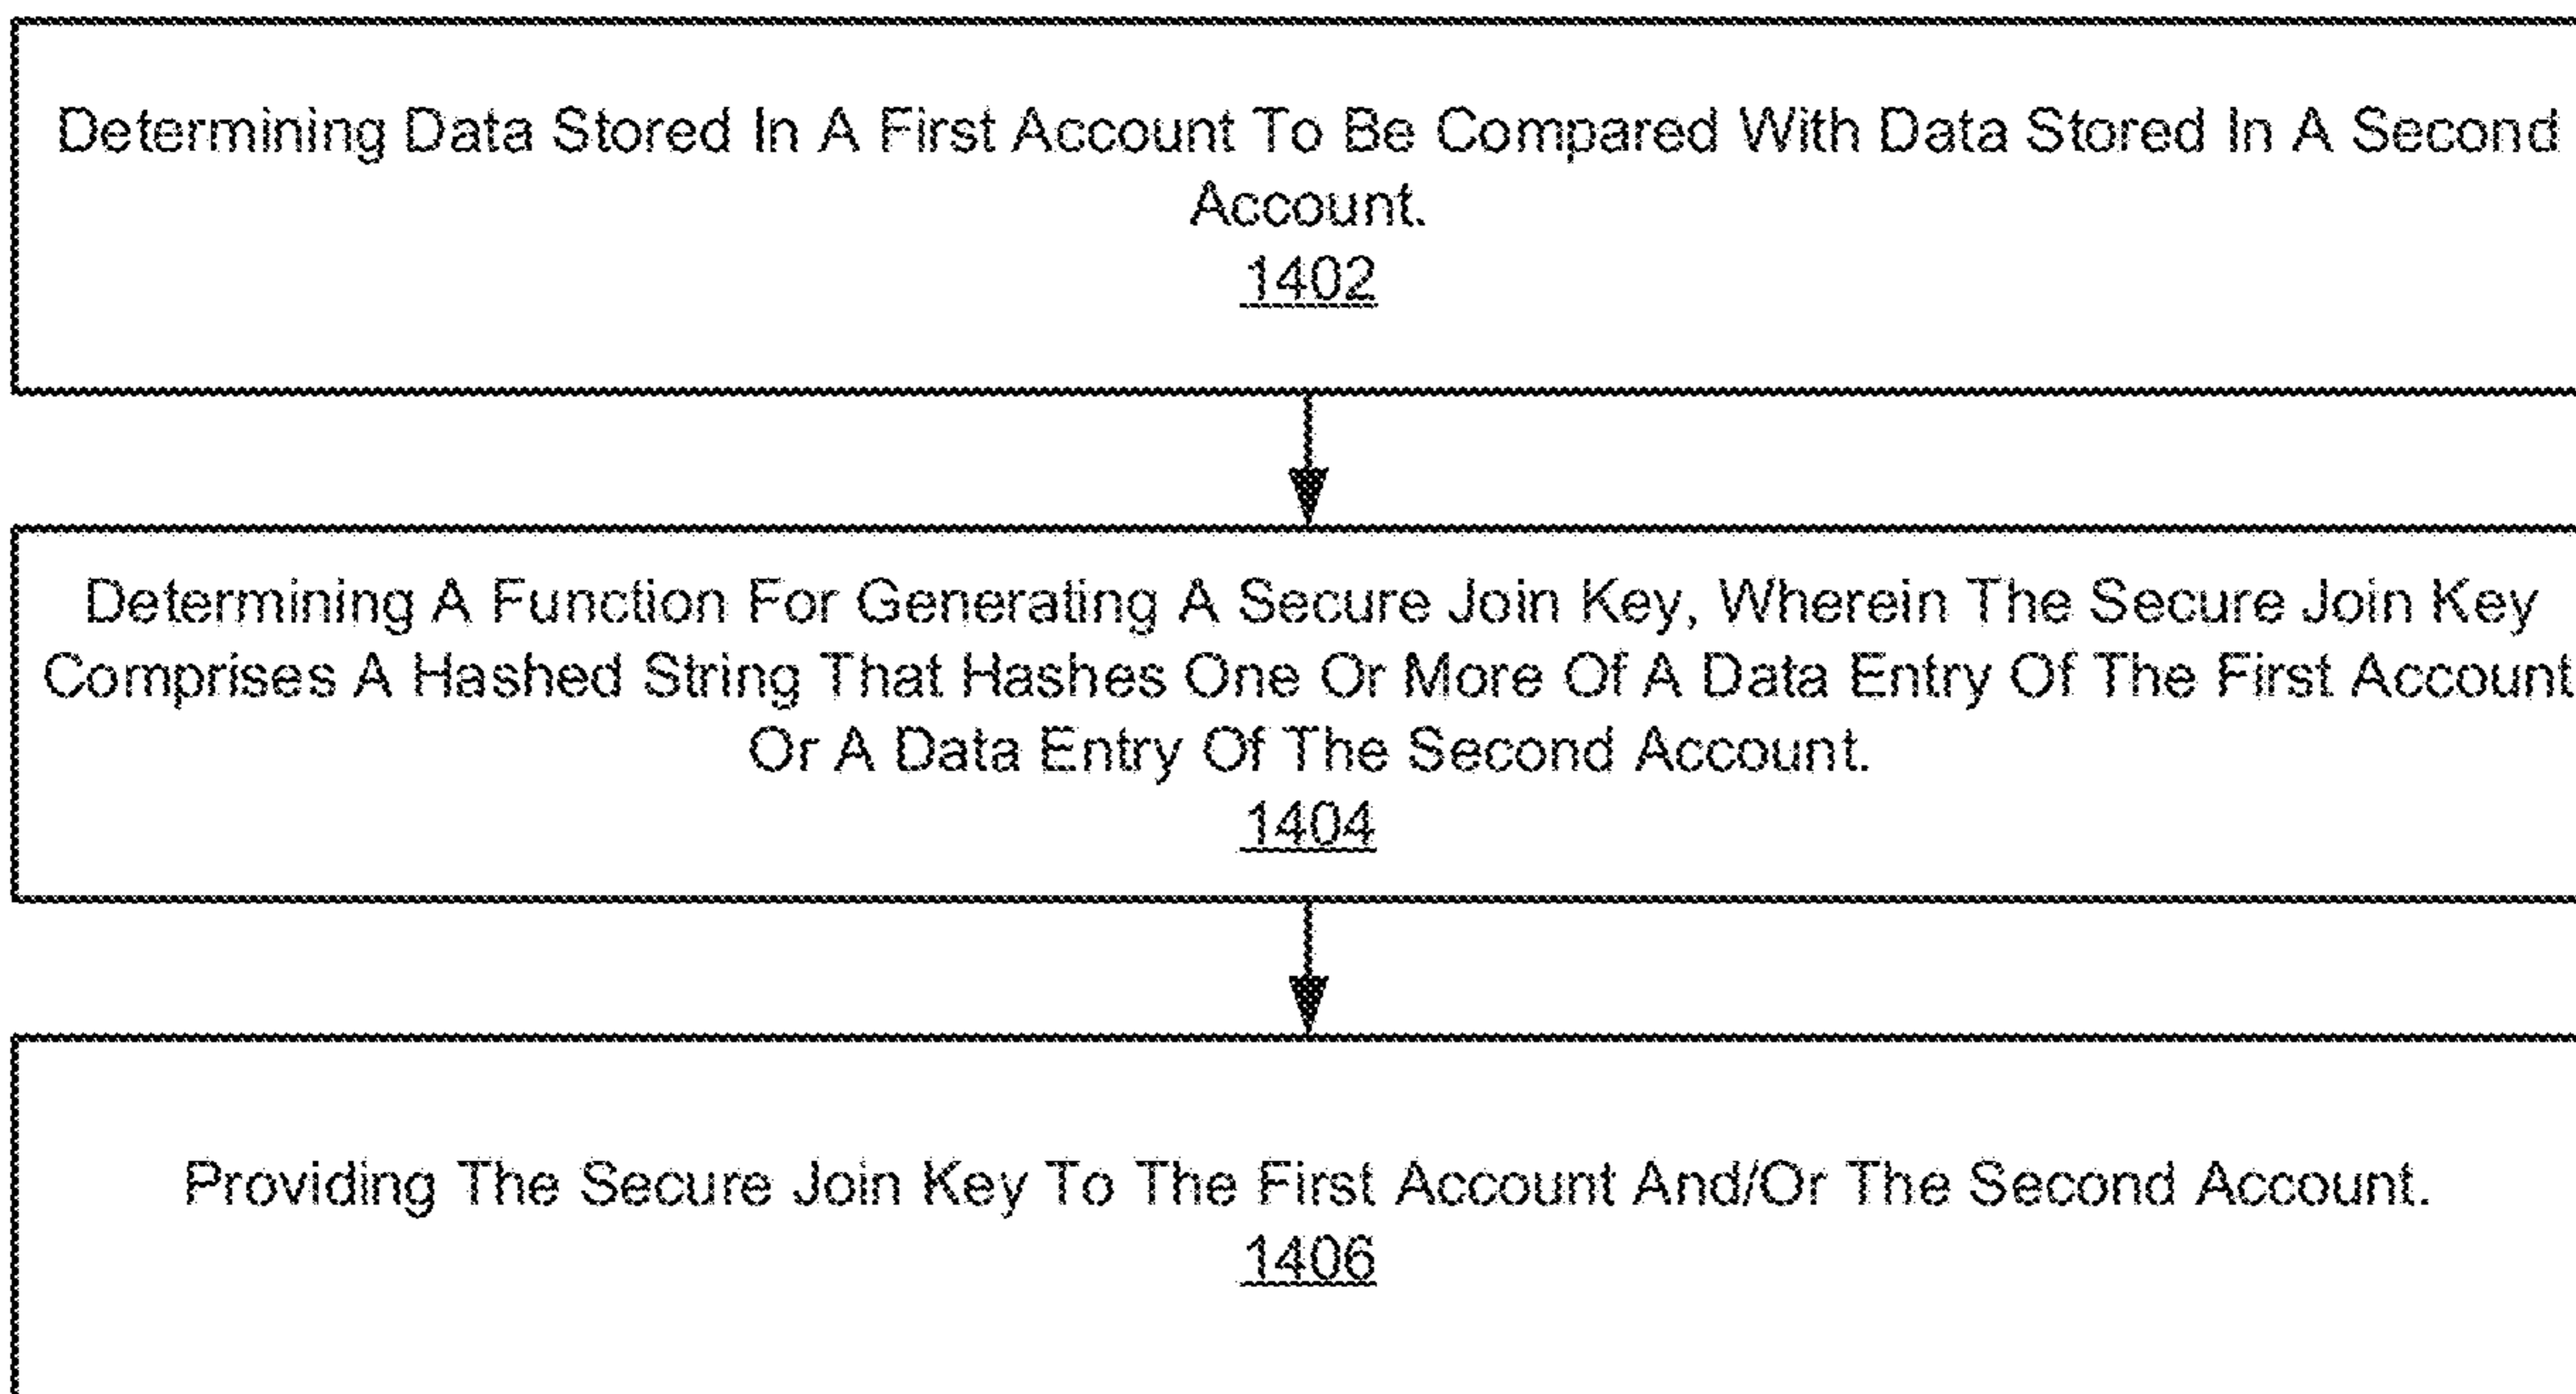 Determining Data Stored In A First Account To Be Compared With Data Stored In A Second
Account.
1402
Determining A Function For Generating A Secure Join Key, Wherein The Secure Join Key
Comprises A Hashed String That Hashes One Or More Of A Data Entry Of The First Account
Or A Data Entry Of The Second Account.
1404
Providing The Secure Join Key To The First Account And/Or The Second Account.
1406